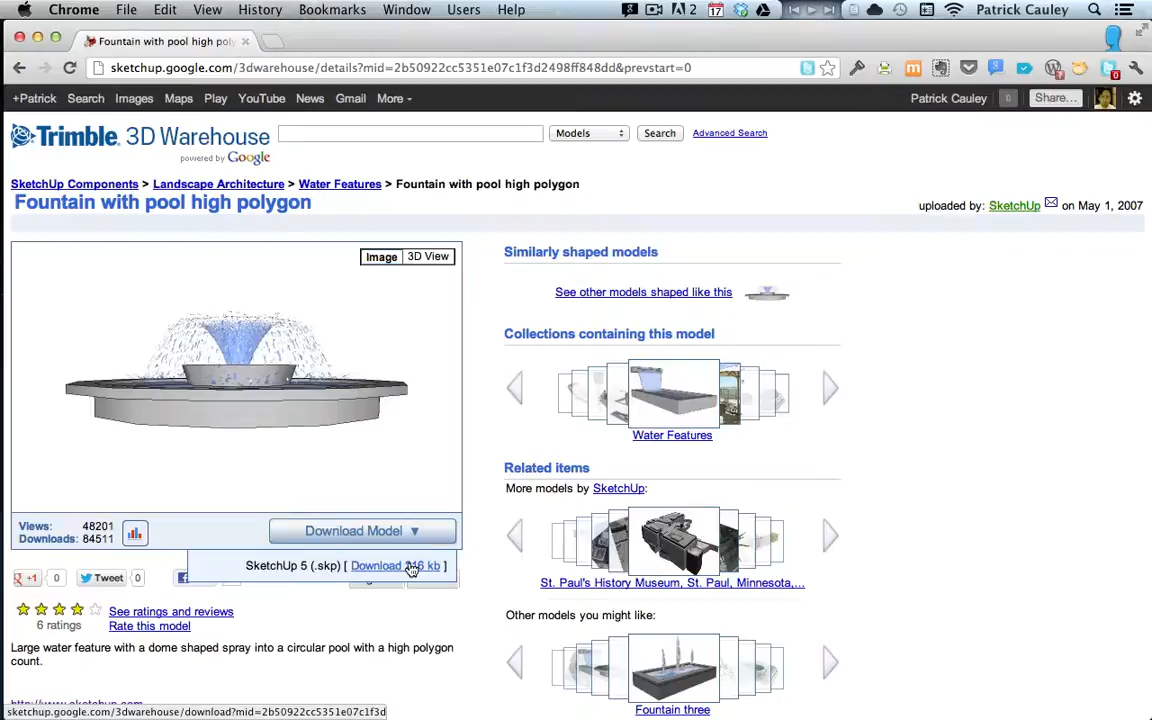 Chrome File Edit View History Bookmarks Window Users Help 2 17 Patrick Cauley
Fountain with pool high poly
sketchup.google.com/3dwarehouse/details?mid=2b50922cc5351e07c1f3d2498ff848dd&prevstart=0
+Patrick Search Images Maps Play YouTube News Gmail More Patrick Cauley 0 Share...
Trimble 3D Warehouse Models Search Advanced Search
powered by Google
SketchUp Components > Landscape Architecture > Water Features > Fountain with pool high polygon
Fountain with pool high polygon
uploaded by: SketchUp on May 1, 2007
Image 3D View
Similarly shaped models
See other models shaped like this
Collections containing this model
Water Features
Related items
More models by SketchUp:
St. Paul's History Museum, St. Paul, Minnesota,...
Other models you might like:
Fountain three
Views: 48201
Downloads: 84511
Download Model ▼
SketchUp 5 (.skp) [ Download kb ]
+1 0 Tweet 0
See ratings and reviews
6 ratings Rate this model
Large water feature with a dome shaped spray into a circular pool with a high polygon
count.
http://www.sketchup.com
sketchup.google.com/3dwarehouse/download?mid=2b50922cc5351e07c1f3d